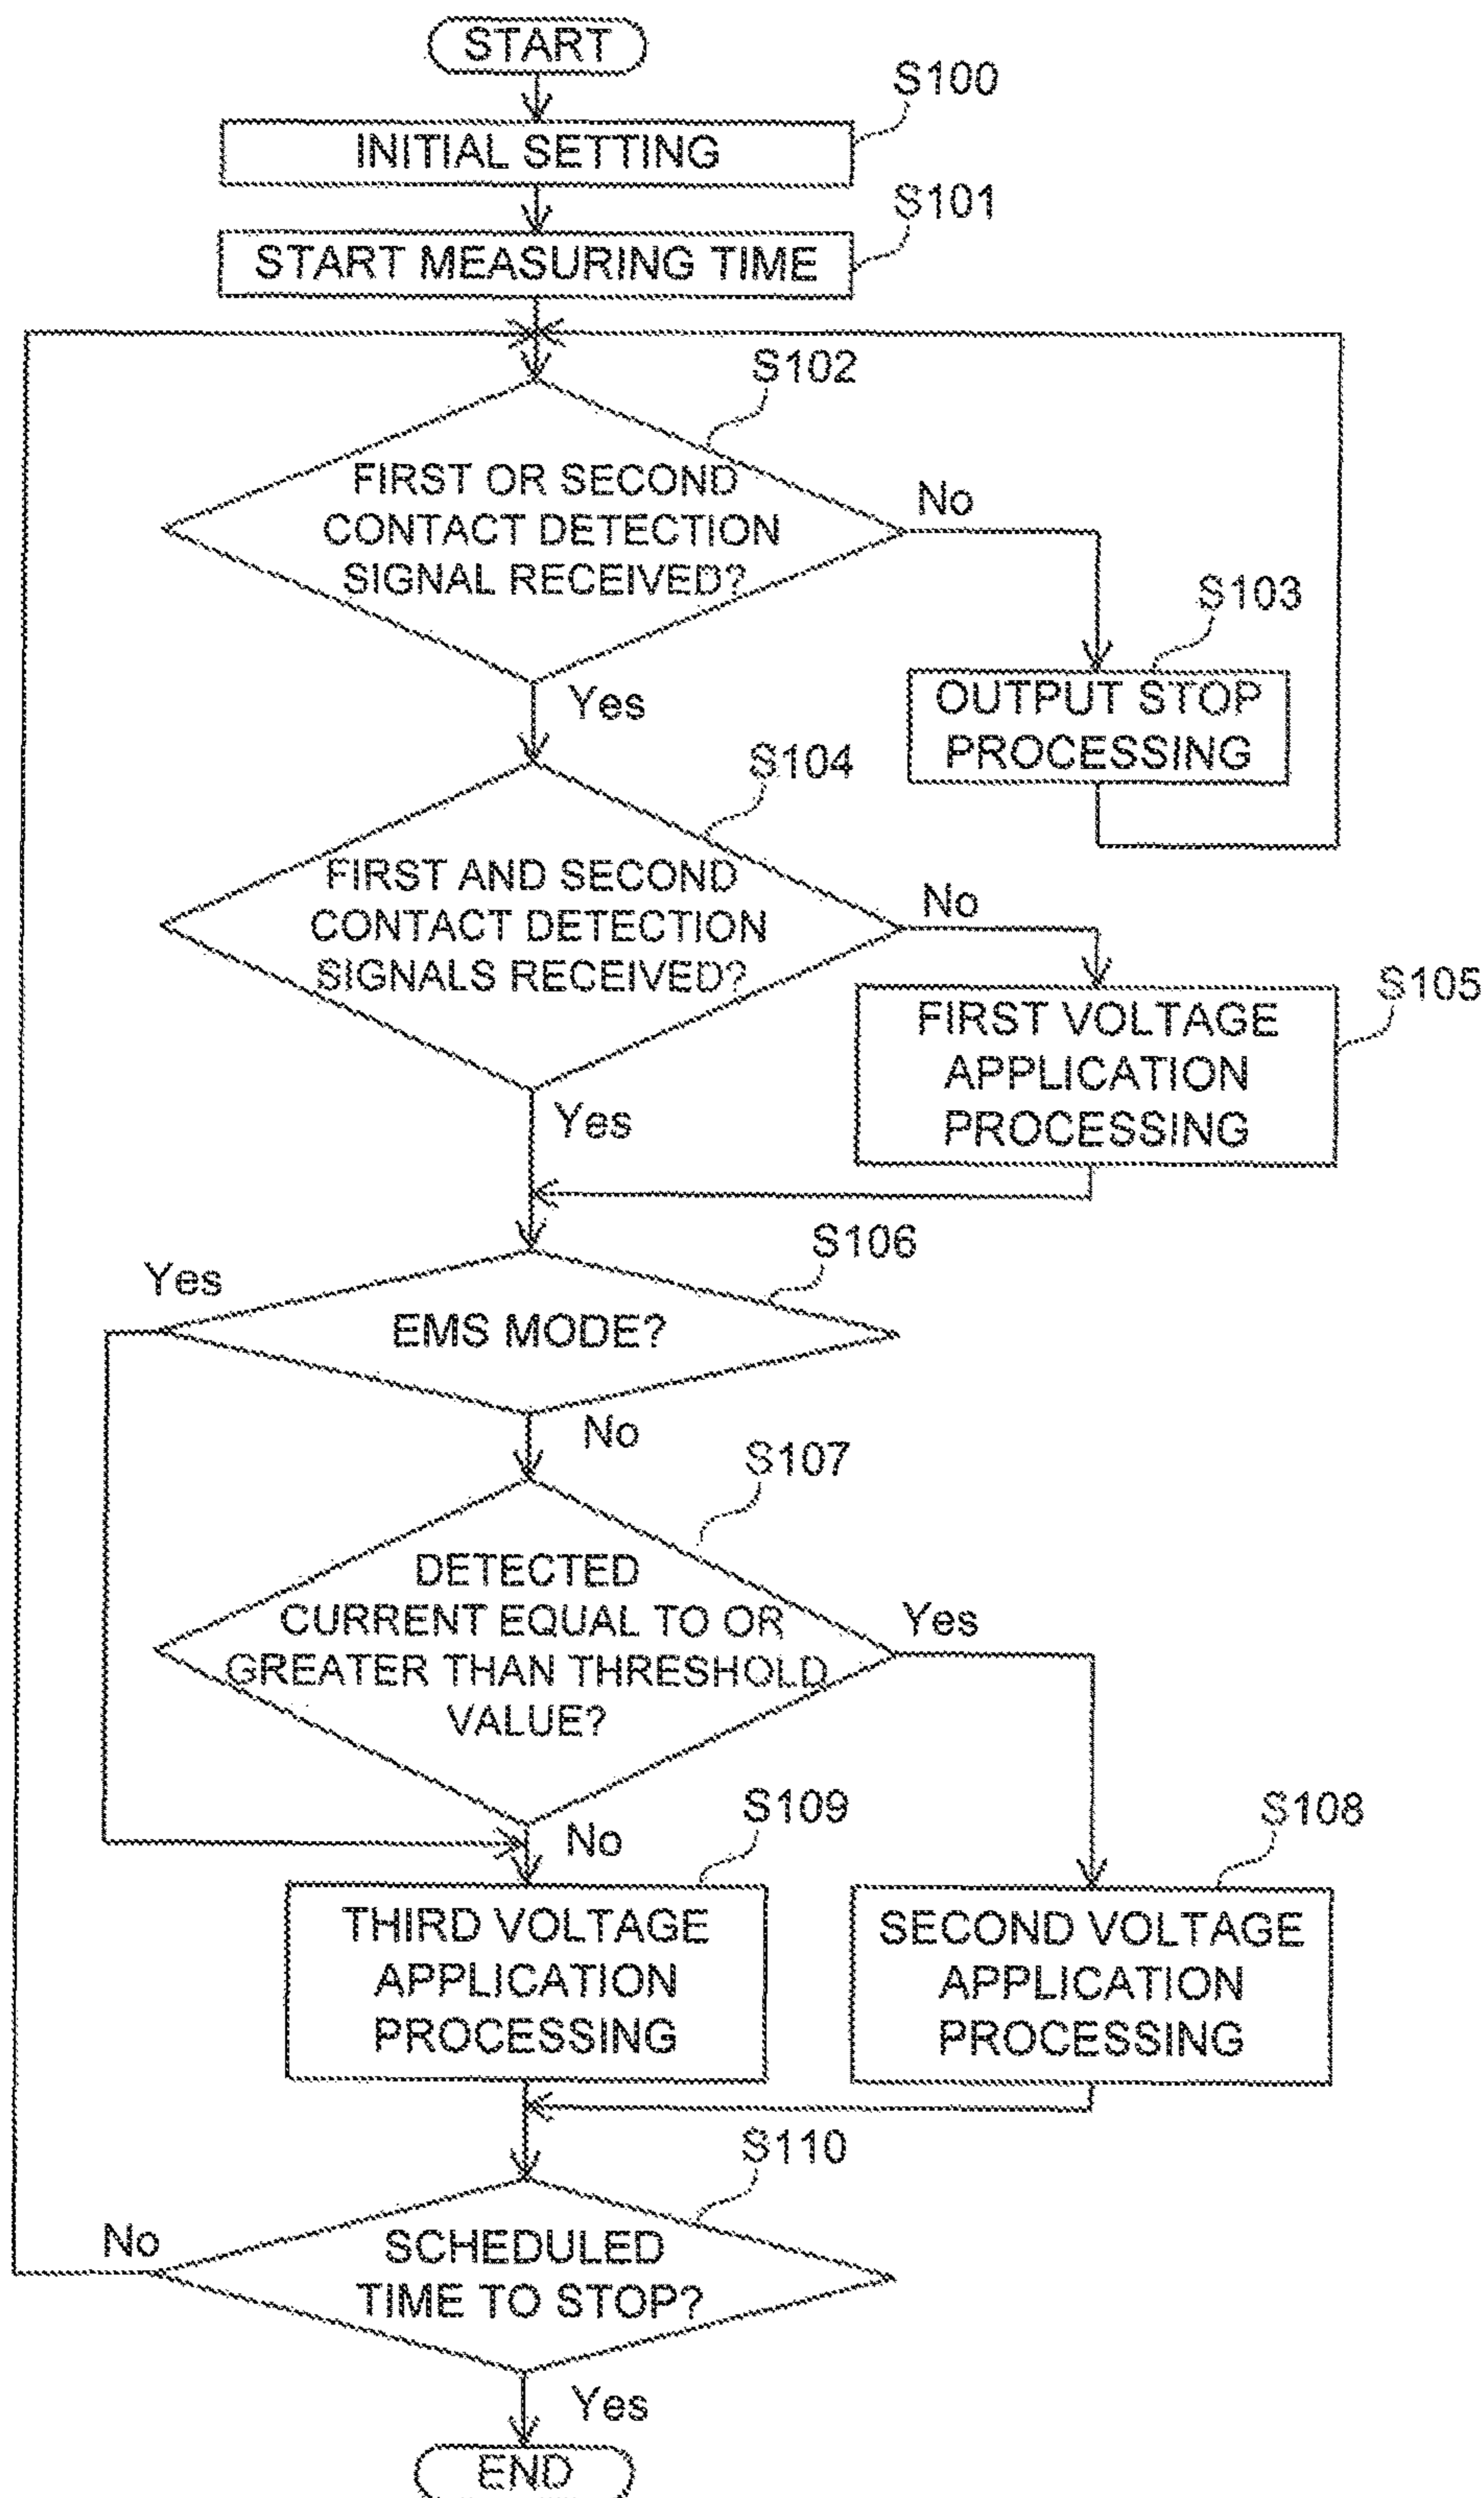 START
S100
INITIAL SETTING
S101
START MEASURING TIME
S102
FIRST OR SECOND
CONTACT DETECTION
SIGNAL RECEIVED?
No
S103
OUTPUT STOP
PROCESSING
Yes
S104
FIRST AND SECOND
CONTACT DETECTION
SIGNALS RECEIVED?
No
S105
FIRST VOLTAGE
APPLICATION
PROCESSING
Yes
S106
Yes
EMS MODE?
No
S107
DETECTED
CURRENT EQUAL TO OR
GREATER THAN THRESHOLD
VALUE?
Yes
S109
No
S108
THIRD VOLTAGE
APPLICATION
PROCESSING
SECOND VOLTAGE
APPLICATION
PROCESSING
S110
No
SCHEDULED
TIME TO STOP?
Yes
END